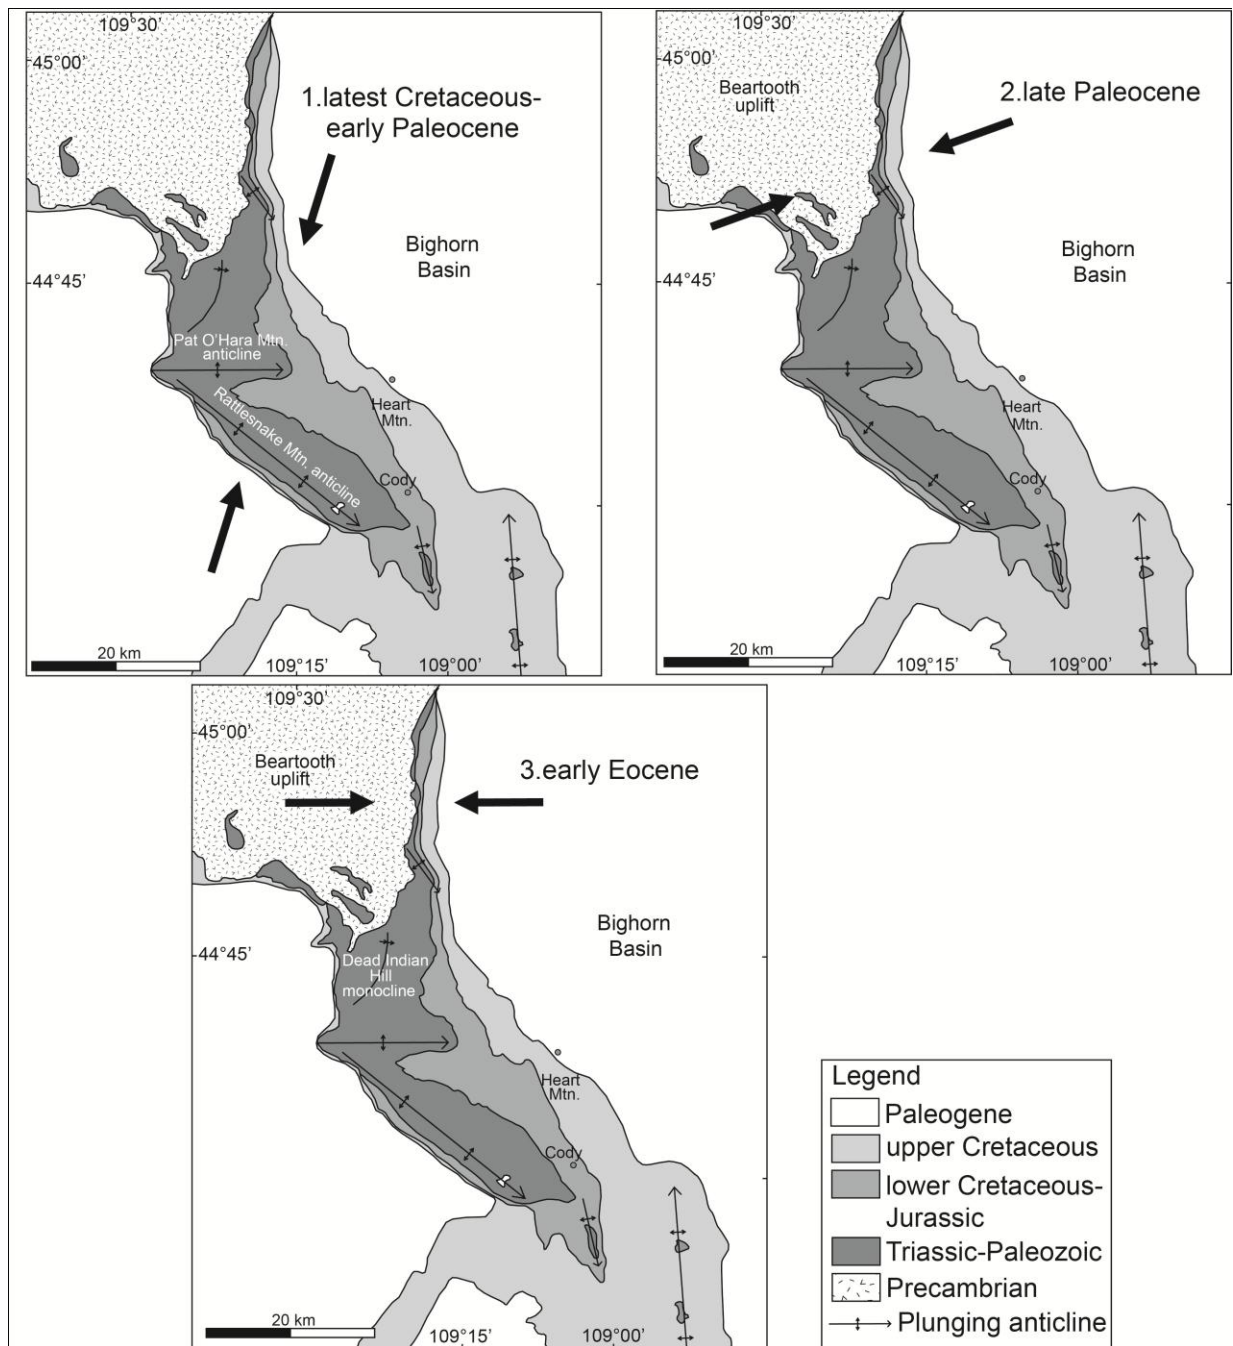 109°30'
45°00'
1.latest Cretaceous-
early Paleocene
Bighorn
Basin
44°45'
Pat O'Hara Mtn.
anticline
Rattlesnake Mtn. anticline
Heart
Mtn.
Cody
20 km
109°15'
109°00'
109°30'
45°00'
Beartooth
uplift
2.late Paleocene
Bighorn
Basin
44°45'
Heart
Mtn.
Cody
20 km
109°15'
109°00'
109°30'
45°00'
Beartooth
uplift
3.early Eocene
Bighorn
Basin
44°45'
Dead Indian
Hill
monocline
Heart
Mtn.
Cody
20 km
109°15'
109°00'
Legend
Paleogene
upper Cretaceous
lower Cretaceous-
Jurassic
Triassic-Paleozoic
Precambrian
Plunging anticline